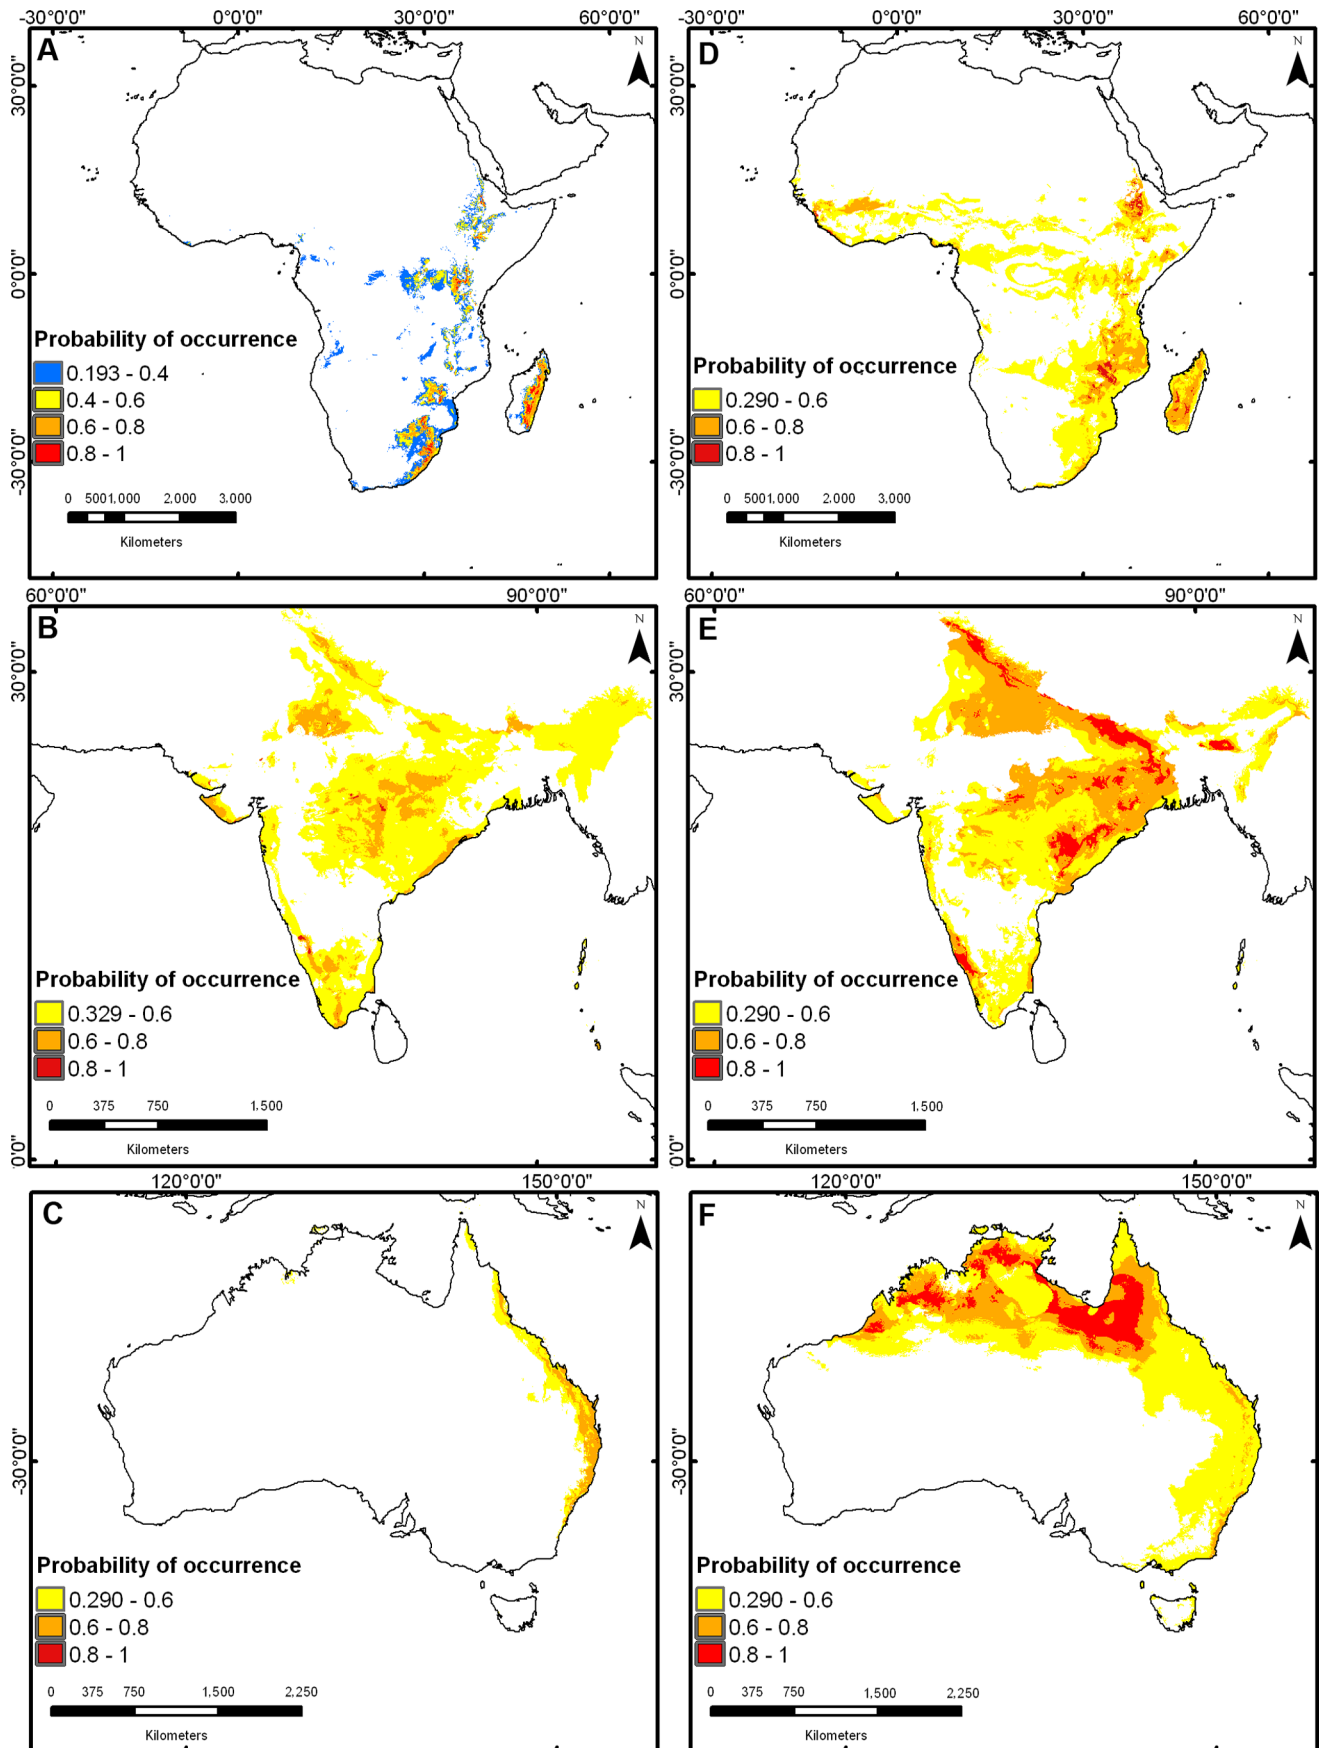 -30°0'0" 0°0'0" 30°0'0" 60°0'0"
-30°0'0" 0°0'0" 30°0'0" 60°0'0"
A
N
30°0'0"
0°0'0"
-30°0'0"
Probability of occurrence
0.193 - 0.4
0.4 - 0.6
0.6 - 0.8
0.8 - 1
0 500 1,000 2,000 3,000
Kilometers
D
N
30°0'0"
0°0'0"
-30°0'0"
Probability of occurrence
0.290 - 0.6
0.6 - 0.8
0.8 - 1
0 500 1,000 2,000 3,000
Kilometers
60°0'0" 90°0'0"
B
N
30°0'0"
0°0'0"
Probability of occurrence
0.329 - 0.6
0.6 - 0.8
0.8 - 1
0 375 750 1.500
Kilometers
60°0'0" 90°0'0"
E
N
30°0'0"
0°0'0"
Probability of occurrence
0.290 - 0.6
0.6 - 0.8
0.8 - 1
0 375 750 1.500
Kilometers
120°0'0" 150°0'0"
C
N
-30°0'0"
Probability of occurrence
0.290 - 0.6
0.6 - 0.8
0.8 - 1
0 375 750 1,500 2,250
Kilometers
120°0'0" 150°0'0"
F
N
-30°0'0"
Probability of occurrence
0.290 - 0.6
0.6 - 0.8
0.8 - 1
0 375 750 1,500 2,250
Kilometers